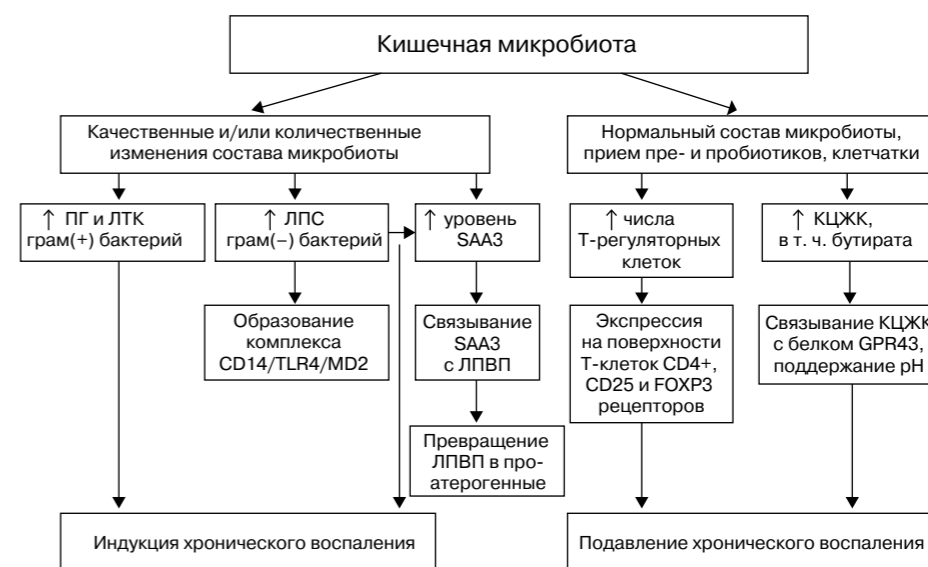 Кишечная микробиота
Качественные и/или количественные
изменения состава микробиоты
Нормальный состав микробиоты,
прием пре- и пробиотиков, клетчатки
↑ ПГ и ЛТК
грам(+) бактерий
↑ ЛПС
грам(−) бактерий
↑ уровень
SAA3
↑ числа
Т-регуляторных
клеток
↑ КЦЖК,
в т. ч. бутирата
Образование
комплекса
CD14/TLR4/MD2
Связывание
SAA3
с ЛПВП
Экспрессия
на поверхности
Т-клеток CD4+,
CD25 и FOXP3
рецепторов
Связывание КЦЖК
с белком GPR43,
поддержание pH
Превращение
ЛПВП в про-
атерогенные
Индукция хронического воспаления
Подавление хронического воспаления